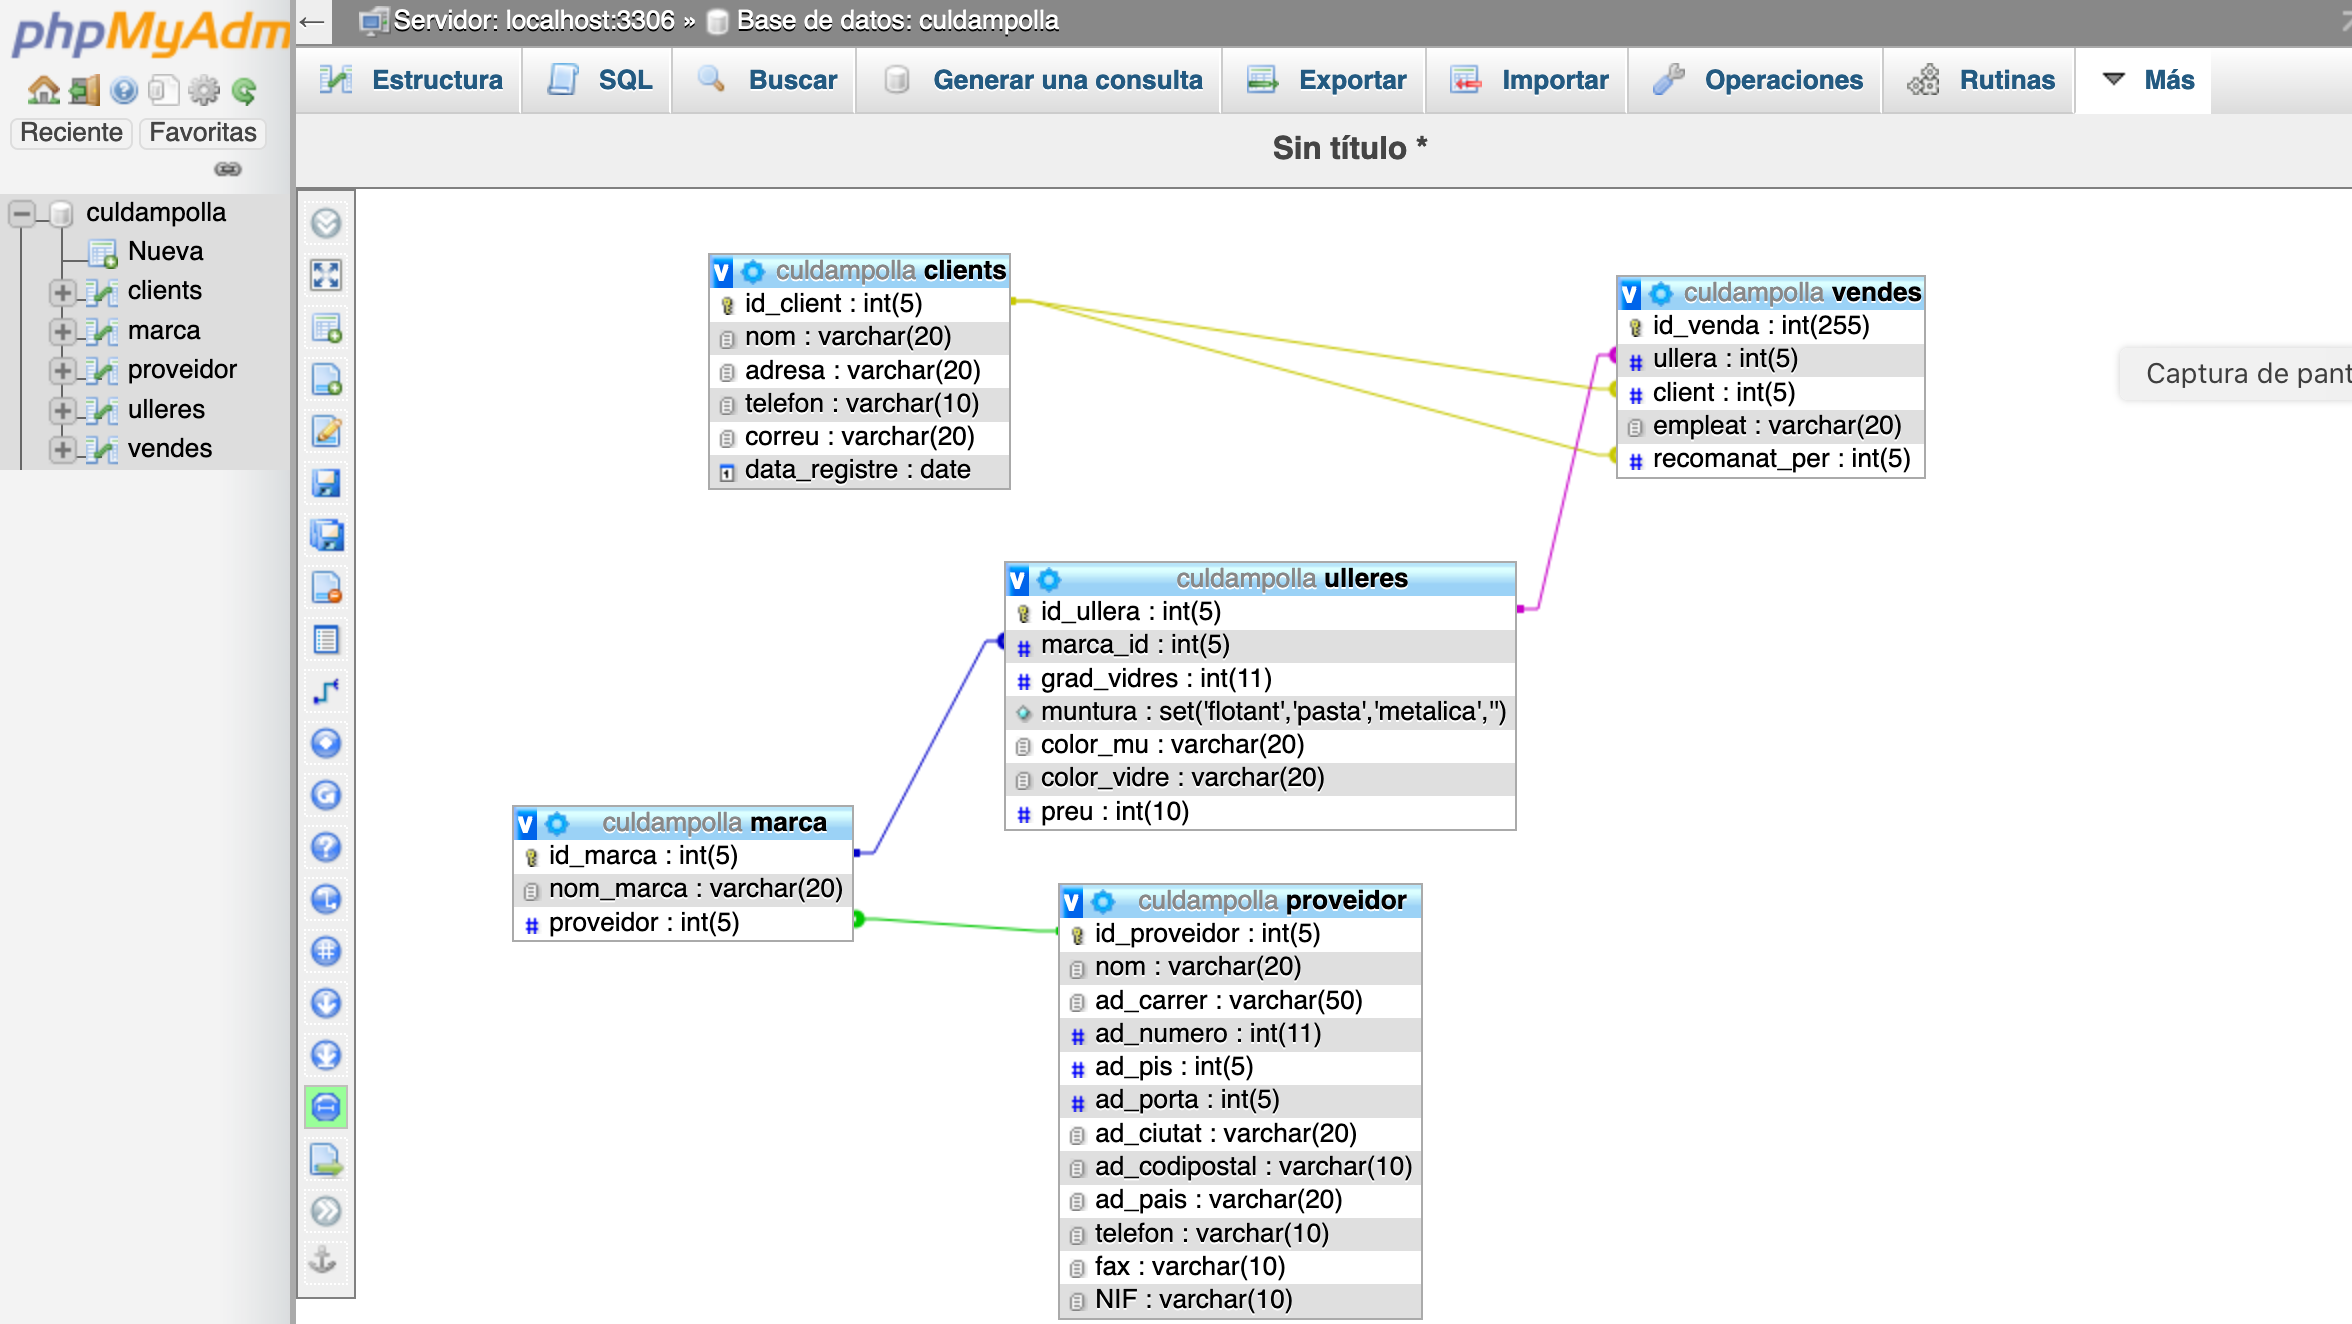 phpMyAdm
Servidor: localhost:3306 » Base de datos: culdampolla
Estructura SQL Buscar Generar una consulta Exportar Importar Operaciones Rutinas Más
Reciente Favoritas
Sin título *
culdampolla
Nueva
clients
marca
proveidor
ulleres
vendes
V culdampolla clients
id_client : int(5)
nom : varchar(20)
adresa : varchar(20)
telefon : varchar(10)
correu : varchar(20)
data_registre : date
V culdampolla vendes
id_venda : int(255)
# ullera : int(5)
# client : int(5)
empleat : varchar(20)
# recomanat_per : int(5)
Captura de pant
V culdampolla ulleres
id_ullera : int(5)
# marca_id : int(5)
# grad_vidres : int(11)
muntura : set('flotant','pasta','metalica','')
color_mu : varchar(20)
color_vidre : varchar(20)
# preu : int(10)
V culdampolla marca
id_marca : int(5)
nom_marca : varchar(20)
# proveidor : int(5)
V culdampolla proveidor
id_proveidor : int(5)
nom : varchar(20)
ad_carrer : varchar(50)
# ad_numero : int(11)
# ad_pis : int(5)
# ad_porta : int(5)
ad_ciutat : varchar(20)
ad_codipostal : varchar(10)
ad_pais : varchar(20)
telefon : varchar(10)
fax : varchar(10)
NIF : varchar(10)